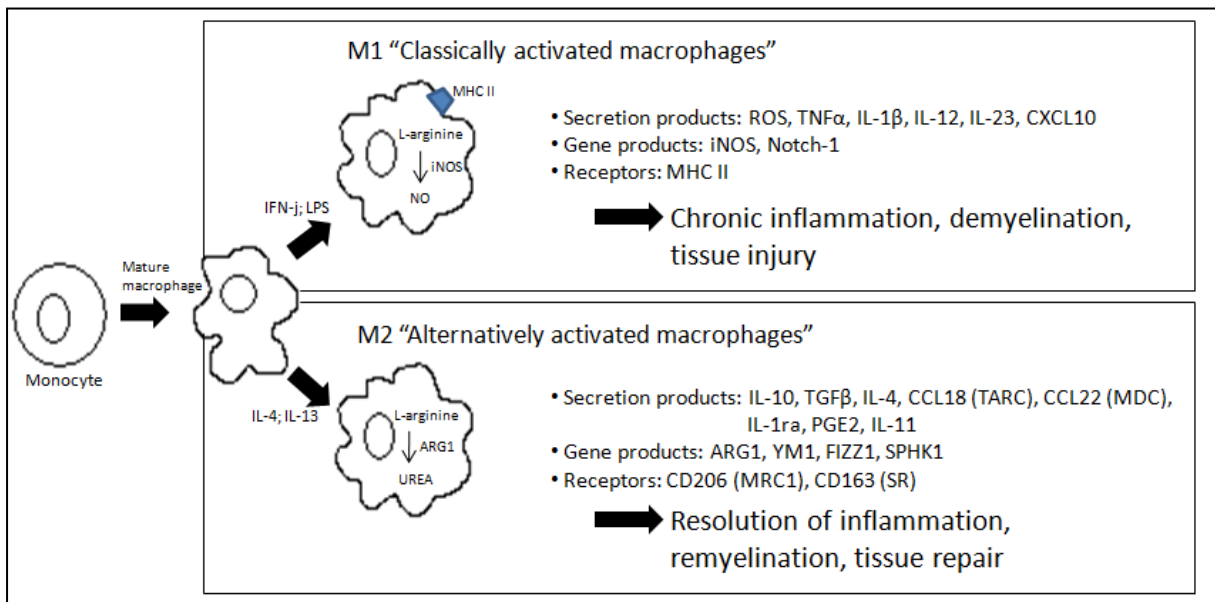 M1 “Classically activated macrophages”
MHC II
L-arginine
iNOS
NO
• Secretion products: ROS, TNFα, IL-1β, IL-12, IL-23, CXCL10
• Gene products: iNOS, Notch-1
• Receptors: MHC II
Chronic inflammation, demyelination,
tissue injury
IFN-j; LPS
Mature
macrophage
Monocyte
IL-4; IL-13
M2 “Alternatively activated macrophages”
L-arginine
ARG1
UREA
• Secretion products: IL-10, TGFβ, IL-4, CCL18 (TARC), CCL22 (MDC),
IL-1ra, PGE2, IL-11
• Gene products: ARG1, YM1, FIZZ1, SPHK1
• Receptors: CD206 (MRC1), CD163 (SR)
Resolution of inflammation,
remyelination, tissue repair